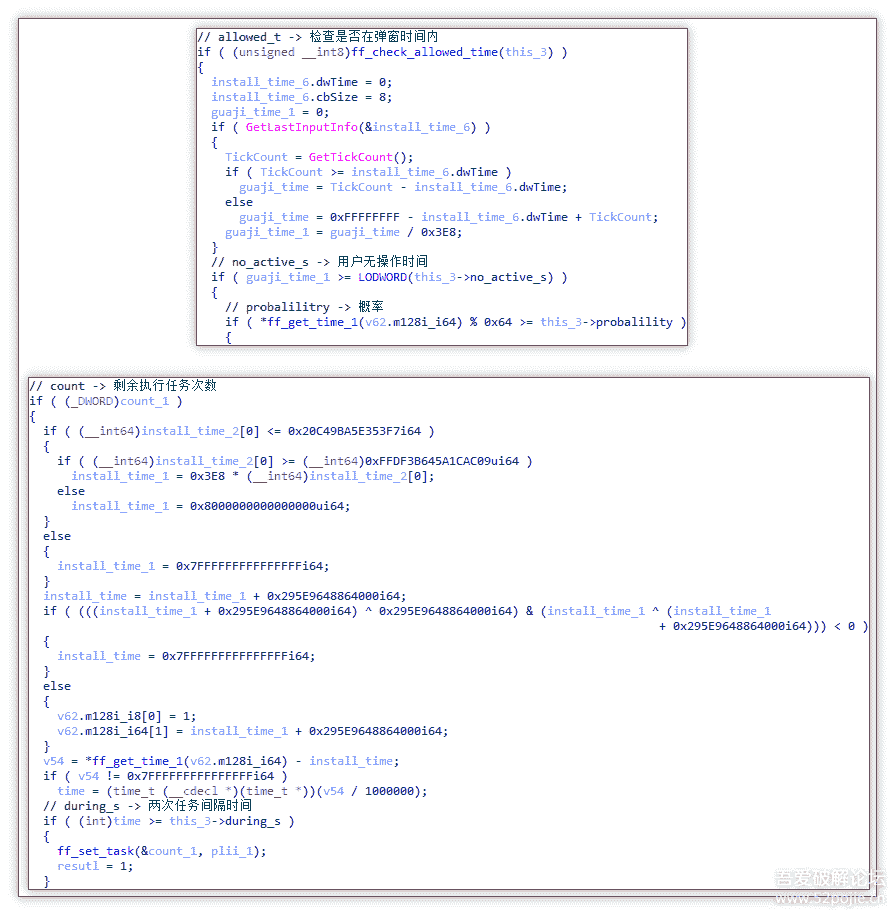 // allowed_t -> 检查是否在弹窗时间内
if ( (unsigned __int8)ff_check_allowed_time(this_3) )
{
  install_time_6.dwTime = 0;
  install_time_6.cbSize = 8;
  guaji_time_1 = 0;
  if ( GetLastInputInfo(&install_time_6) )
  {
    TickCount = GetTickCount();
    if ( TickCount >= install_time_6.dwTime )
      guaji_time = TickCount - install_time_6.dwTime;
    else
      guaji_time = 0xFFFFFFFF - install_time_6.dwTime + TickCount;
    guaji_time_1 = guaji_time / 0x3E8;
  }
  // no_active_s -> 用户无操作时间
  if ( guaji_time_1 >= LODWORD(this_3->no_active_s) )
  {
    // probalilitry -> 概率
    if ( *ff_get_time_1(v62.m128i_i64) % 0x64 >= this_3->probalility )
    {
// count -> 剩余执行任务次数
if ( (_DWORD)count_1 )
{
  if ( (__int64)install_time_2[0] <= 0x20C49BA5E353F7i64 )
  {
    if ( (__int64)install_time_2[0] >= (__int64)0xFFDF3B645A1CAC09ui64 )
      install_time_1 = 0x3E8 * (__int64)install_time_2[0];
    else
      install_time_1 = 0x8000000000000000ui64;
  }
  else
  {
    install_time_1 = 0x7FFFFFFFFFFFFFFFi64;
  }
  install_time = install_time_1 + 0x295E9648864000i64;
  if ( (((install_time_1 + 0x295E9648864000i64) ^ 0x295E9648864000i64) & (install_time_1 ^ (install_time_1
                                                                                          + 0x295E9648864000i64))) < 0 )
  {
    install_time = 0x7FFFFFFFFFFFFFFFi64;
  }
  else
  {
    v62.m128i_i8[0] = 1;
    v62.m128i_i64[1] = install_time_1 + 0x295E9648864000i64;
  }
  v54 = *ff_get_time_1(v62.m128i_i64) - install_time;
  if ( v54 != 0x7FFFFFFFFFFFFFFFi64 )
    time = (time_t (__cdecl *)(time_t *))(v54 / 1000000);
  // during_s -> 两次任务间隔时间
  if ( (int)time >= this_3->during_s )
  {
    ff_set_task(&count_1, plii_1);
    resutl = 1;
  }
吾爱破解论坛
www.52pojie.cn